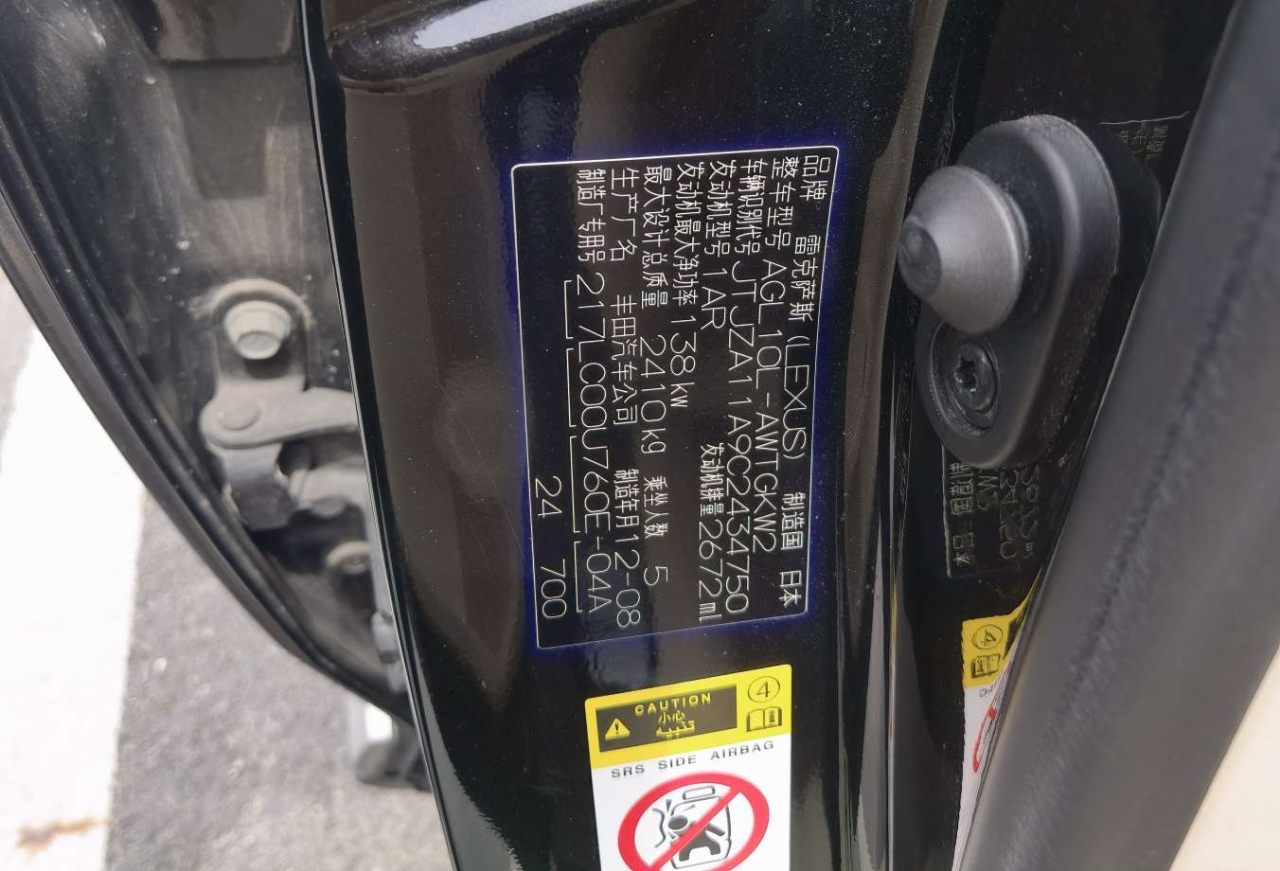 品牌 雷克萨斯 (LEXUS) 制造国 日本
整车型号 AGL10L-AWTGKW2
车辆识别代号 JTJZA11A9C2434750
发动机型号 1AR 发动机排量 2672ml
发动机最大净功率 138kw
最大设计总质量 2410kg 乘坐人数 5
生产厂名 丰田汽车公司 制造年月 12-08
制造厂专用号 217LC00U760E-04A
24 700
CAUTION
小心
تنبيه
4
SRS SIDE AIRBAG
4